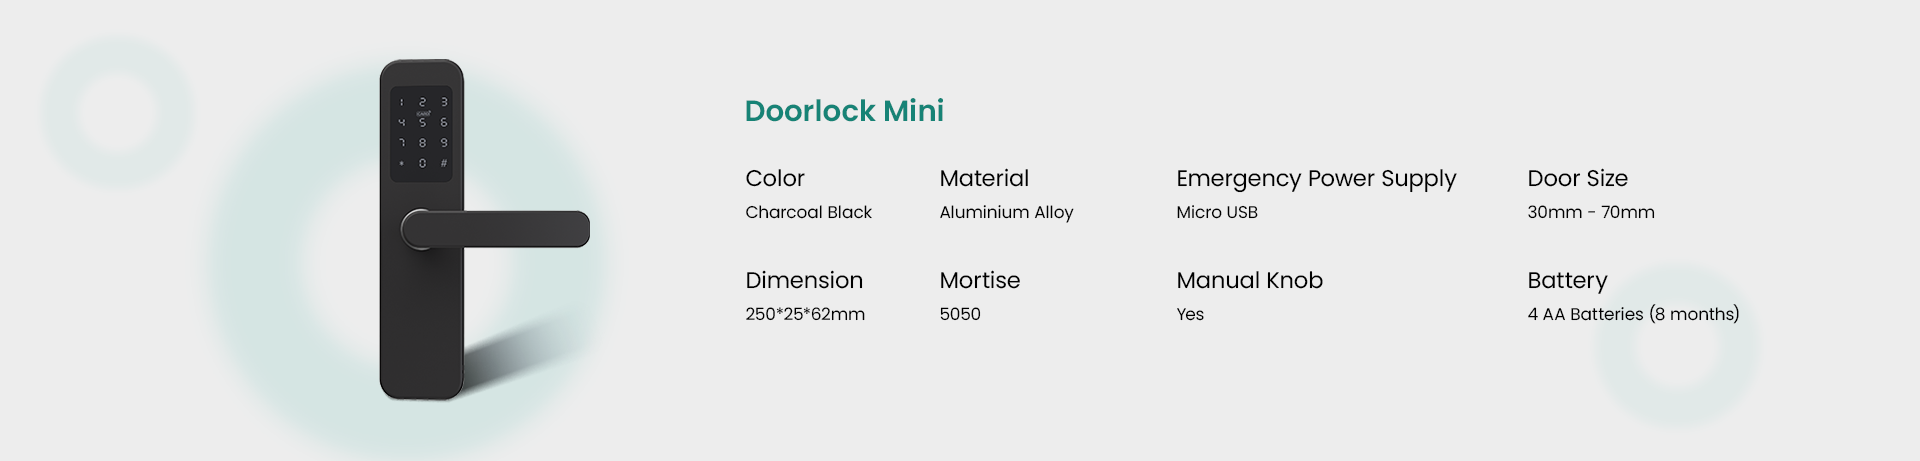 1 2 3
4 5 6
7 8 9
* 0 #
Doorlock Mini
Color
Charcoal Black
Material
Aluminium Alloy
Emergency Power Supply
Micro USB
Door Size
30mm - 70mm
Dimension
250*25*62mm
Mortise
5050
Manual Knob
Yes
Battery
4 AA Batteries (8 months)